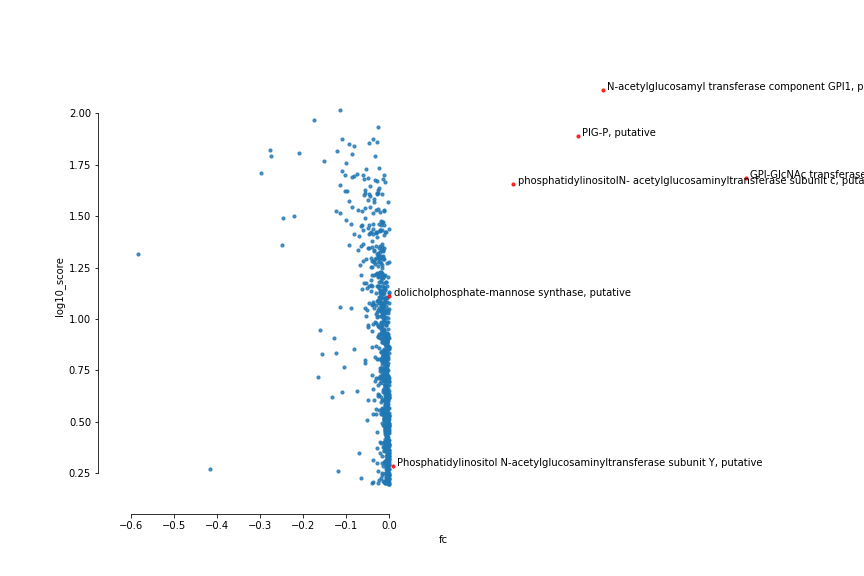 N-acetylglucosamyl transferase component GPI1, p
2.00
PIG-P, putative
1.75
GPI-GlcNAc transferase
phosphatidylinositolN- acetylglucosaminyltransferase subunit c, puta
1.50
1.25
log10_score
dolicholphosphate-mannose synthase, putative
1.00
0.75
0.50
Phosphatidylinositol N-acetylglucosaminyltransferase subunit Y, putative
0.25
−0.6 −0.5 −0.4 −0.3 −0.2 −0.1 0.0
fc